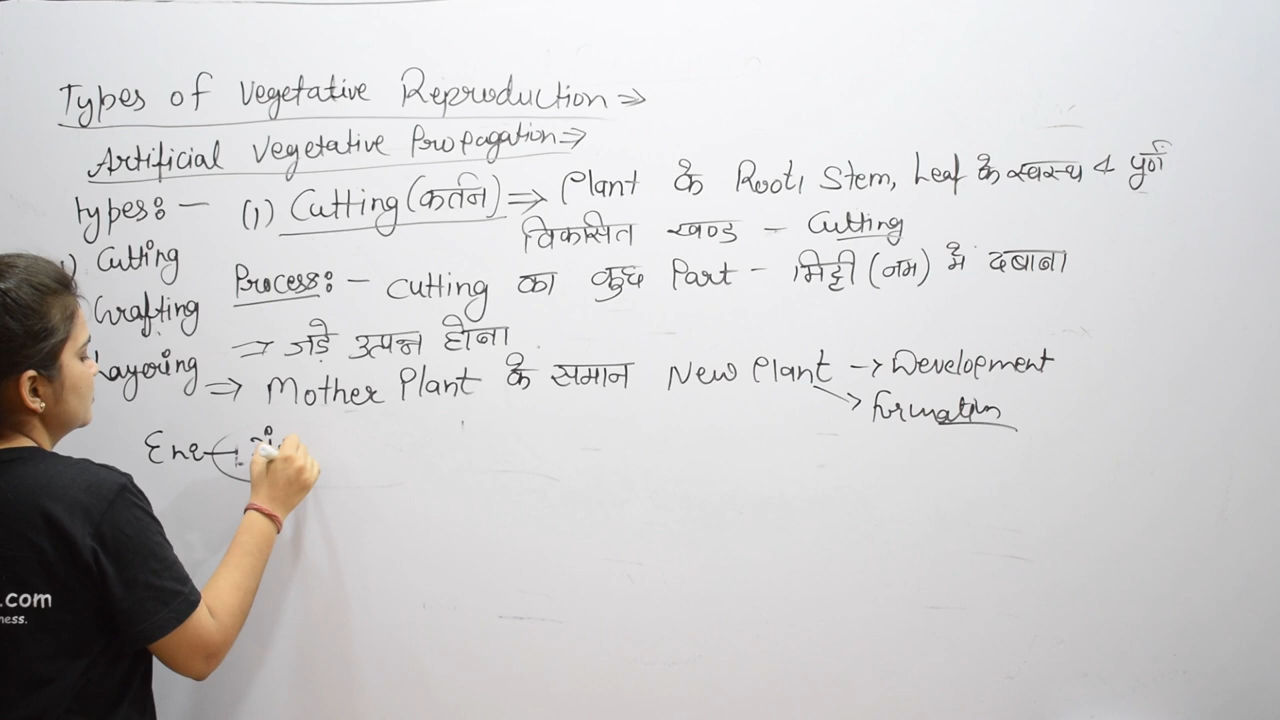 Types of Vegetative Reproduction ⇒
Artificial Vegetative Propagation ⇒
Types:- (1) Cutting (कर्तन) ⇒ Plant के Root, Stem, Leaf के स्वस्थ व पूर्ण
विकसित खण्ड - Cutting
) Cutting
Process:- Cutting का कुछ Part - मिट्टी (नम) में दबाना
Grafting
⇒ जड़े उत्पन्न होना
Layering
⇒ Mother Plant के समान New Plant → Development
→ formation
.com
ness.